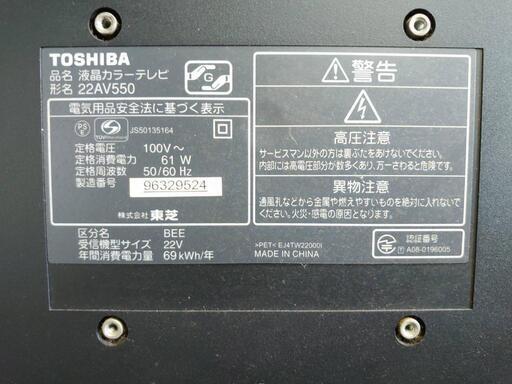 TOSHIBA
品名 液晶カラーテレビ
形名 22AV550
G
電気用品安全法に基づく表示
PS
E
JS50135164
定格電圧 100V～
定格消費電力 61 W
定格周波数 50/60 Hz
製造番号 96329524
株式会社 東芝
区分名 BEE
受信機型サイズ 22V
年間消費電力量 69 kWh/年
警告
高圧注意
サービスマン以外の方は裏ぶたをあけないでください。
内部には高電圧部分が数多くあり、万一さわると危険です。
異物注意
通風孔などから金属や燃えやすいものなどを入れないで
ください。火災・感電の原因となります。
>PET< EJ4TW22000I
MADE IN CHINA
認証番号
T A08-0196005